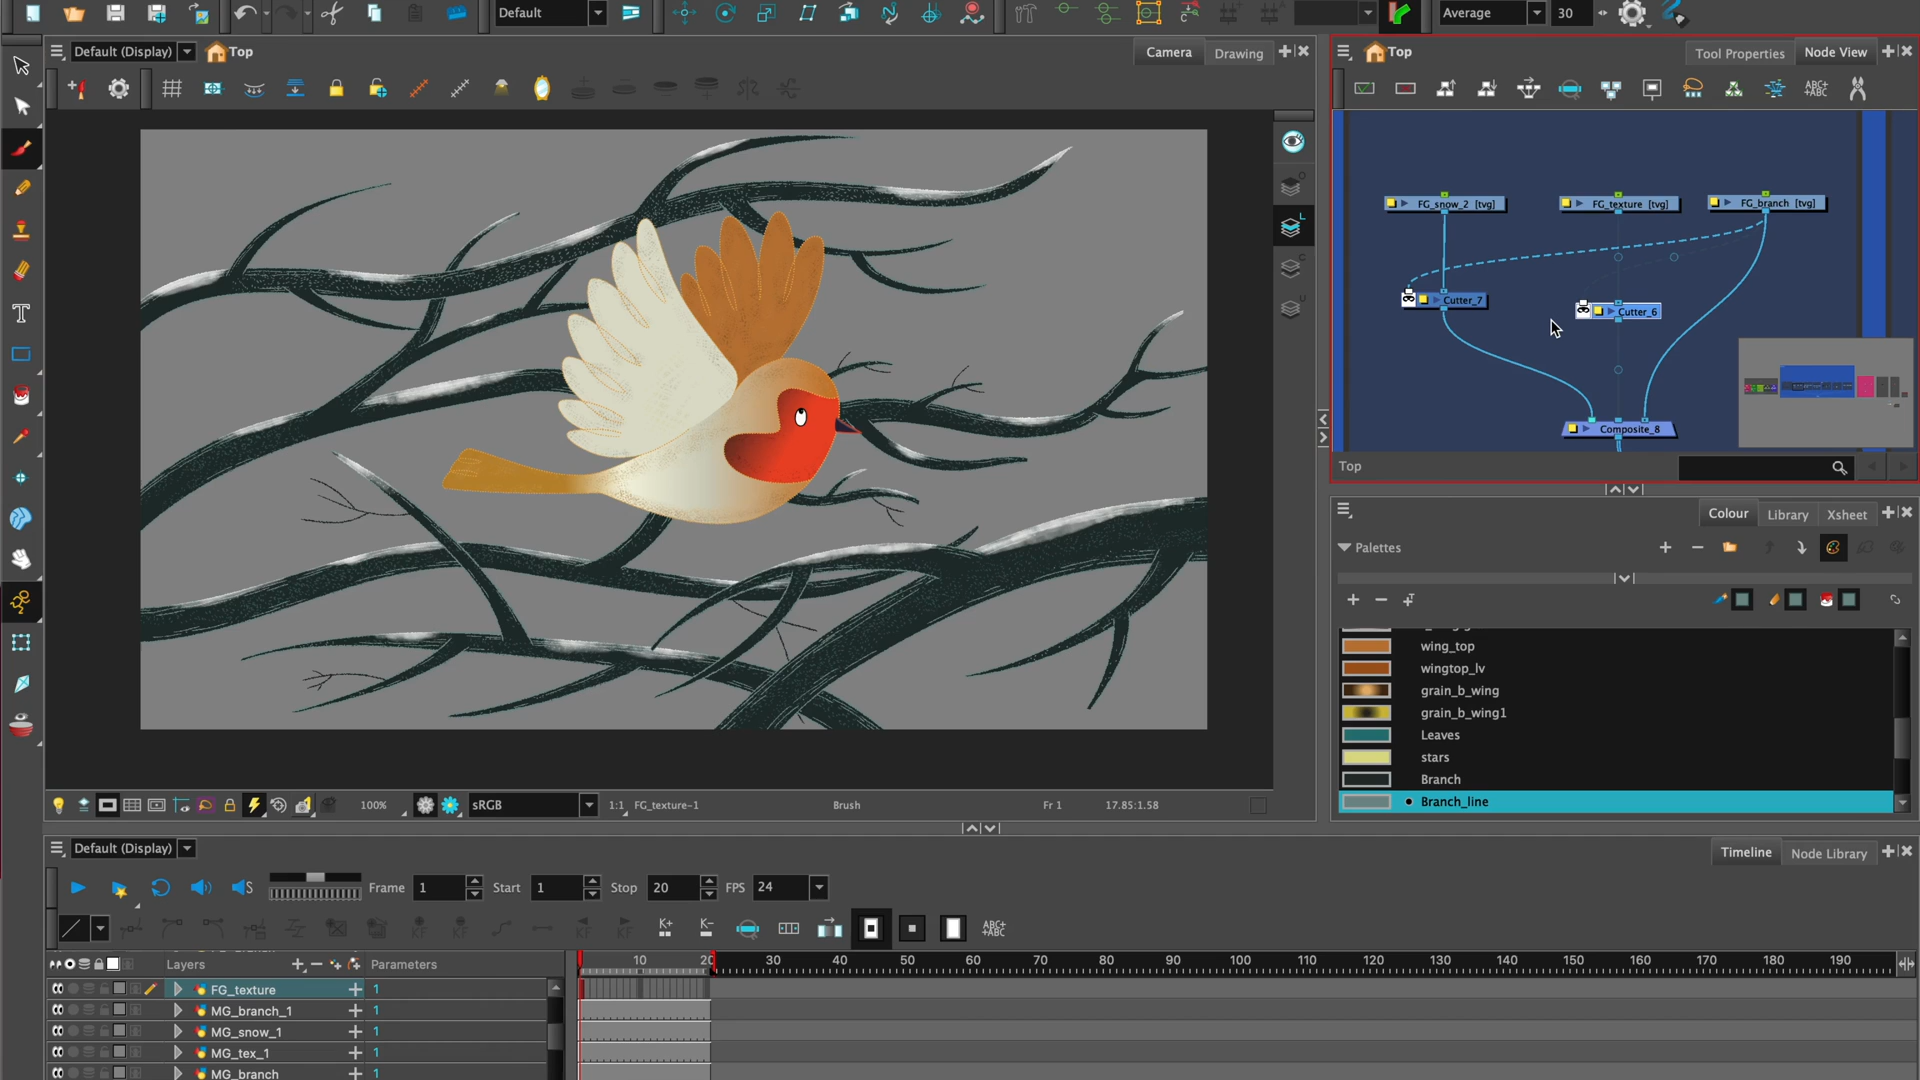 Default
Average
30
Default (Display)
Top
Camera
Drawing
Top
Tool Properties
Node View
ABC+
+ABC
FG_snow_2 [tvg]
FG_texture [tvg]
FG_branch [tvg]
Cutter_7
Cutter_6
Composite_8
Top
Colour
Library
Xsheet
Palettes
wing_top
wingtop_lv
grain_b_wing
grain_b_wing1
Leaves
stars
Branch
Branch_line
100%
sRGB
1:1
FG_texture-1
Brush
Fr 1
17.85:1.58
Default (Display)
Timeline
Node Library
Frame 1
Start 1
Stop 20
FPS 24
K+
K-
ABC+
+ABC
Layers
Parameters
10 20 30 40 50 60 70 80 90 100 110 120 130 140 150 160 170 180 190
FG_texture 1
MG_branch_1 1
MG_snow_1 1
MG_tex_1 1
MG_branch 1